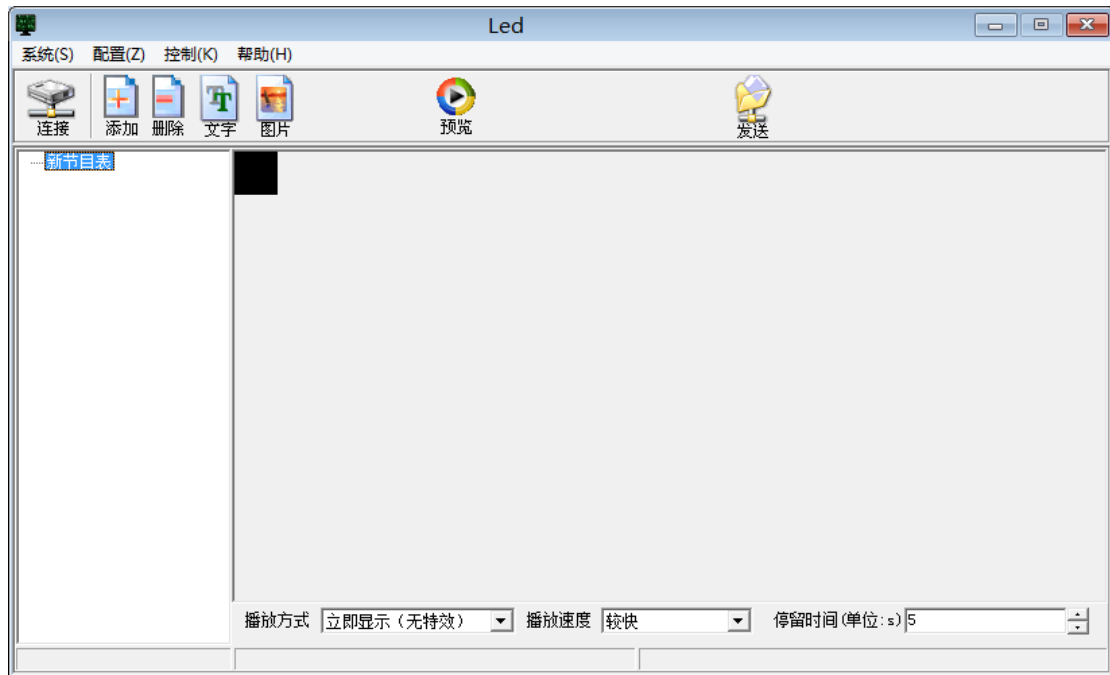 Led
系统(S) 配置(Z) 控制(K) 帮助(H)
连接 添加 删除 文字 图片 预览 发送
新节目表
播放方式 立即显示（无特效） 播放速度 较快 停留时间(单位:s) 5